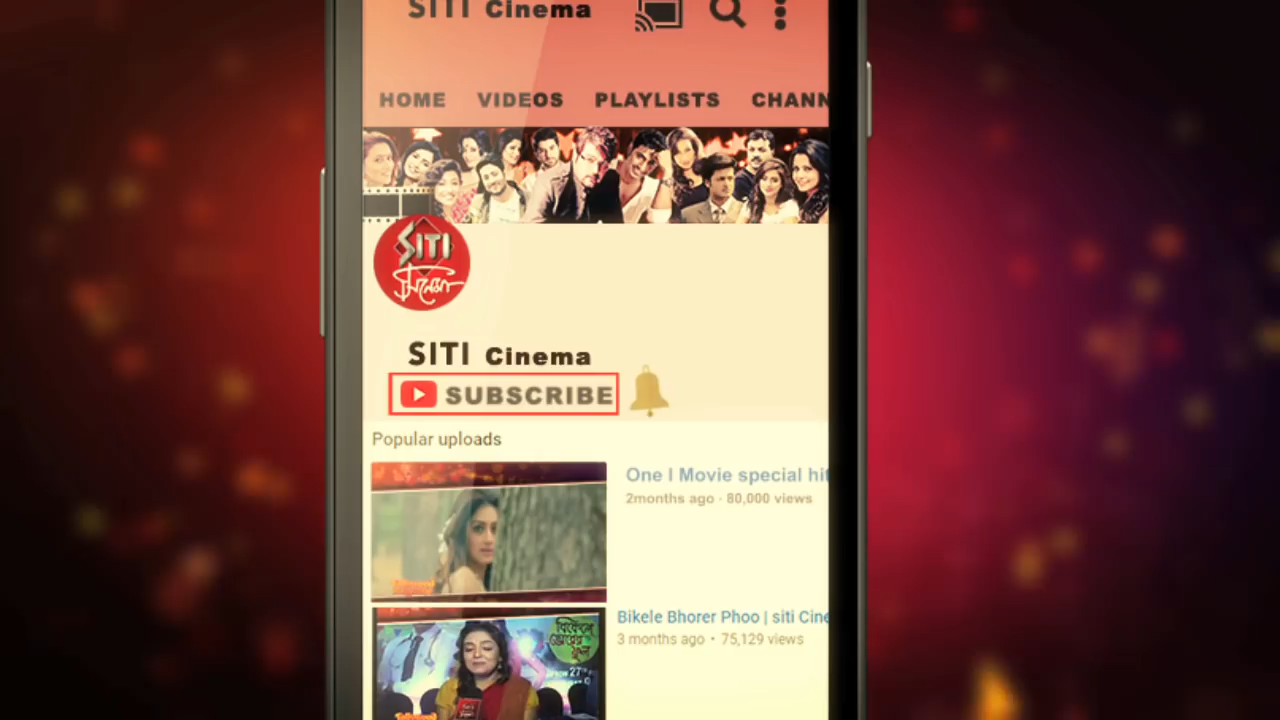 SITI Cinema
HOME VIDEOS PLAYLISTS CHANN
SITI
সিনেমা
SITI Cinema
SUBSCRIBE
Popular uploads
One I Movie special hit
2months ago · 80,000 views
Bikele Bhorer Phoo | siti Cine
3 months ago • 75,129 views
বিকেলে
ভোরের
ফুল